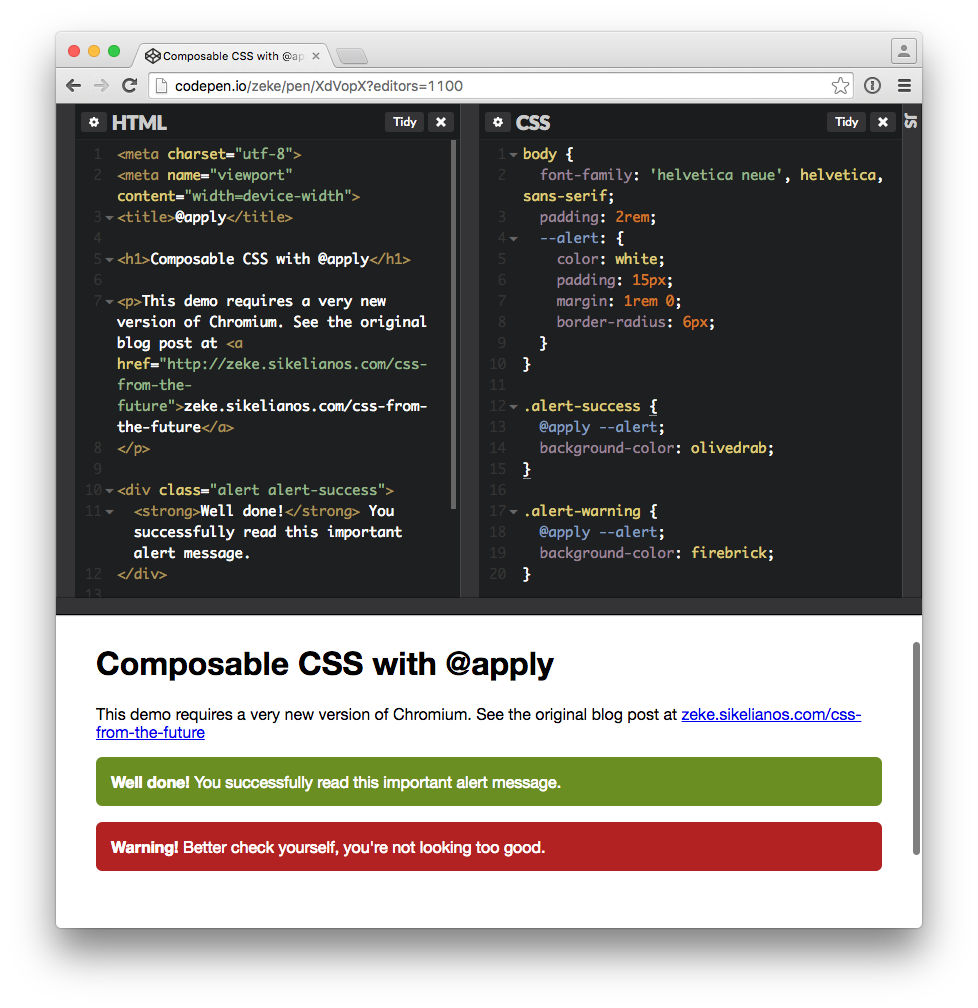 Composable CSS with @ap
codepen.io/zeke/pen/XdVopX?editors=1100
HTML Tidy
1 <meta charset="utf-8">
2 <meta name="viewport"
content="width=device-width">
3 <title>@apply</title>
4
5 <h1>Composable CSS with @apply</h1>
6
7 <p>This demo requires a very new
version of Chromium. See the original
blog post at <a
href="http://zeke.sikelianos.com/css-
from-the-
future">zeke.sikelianos.com/css-from-
the-future</a>
8 </p>
9
10 <div class="alert alert-success">
11 <strong>Well done!</strong> You
successfully read this important
alert message.
12 </div>
13
CSS Tidy
1 body {
2 font-family: 'helvetica neue', helvetica,
sans-serif;
3 padding: 2rem;
4 --alert: {
5 color: white;
6 padding: 15px;
7 margin: 1rem 0;
8 border-radius: 6px;
9 }
10 }
11
12 .alert-success {
13 @apply --alert;
14 background-color: olivedrab;
15 }
16
17 .alert-warning {
18 @apply --alert;
19 background-color: firebrick;
20 }
JS
Composable CSS with @apply
This demo requires a very new version of Chromium. See the original blog post at zeke.sikelianos.com/css-
from-the-future
Well done! You successfully read this important alert message.
Warning! Better check yourself, you're not looking too good.